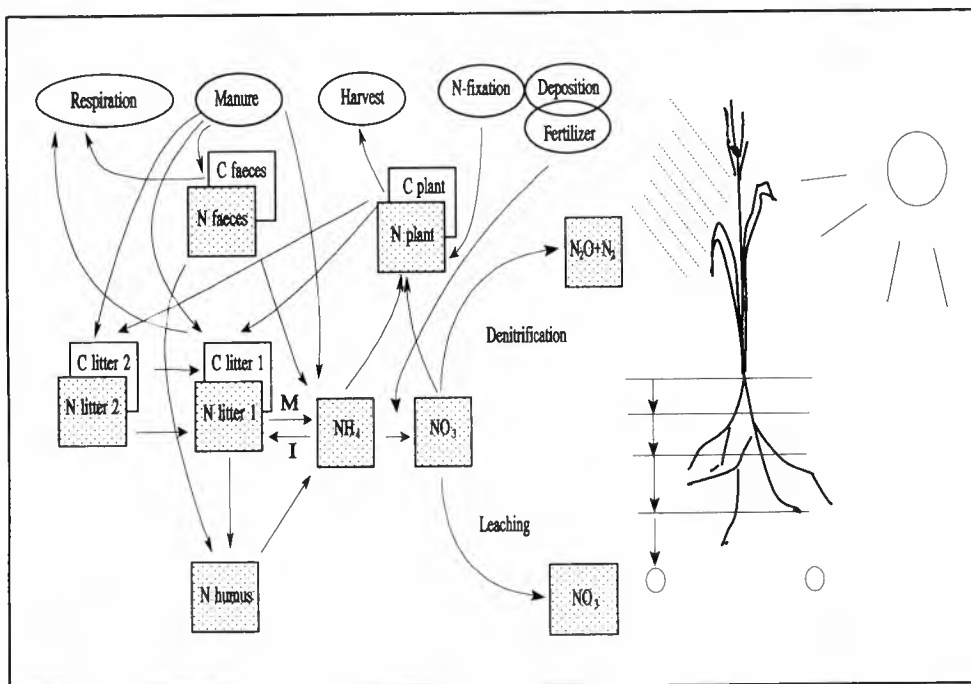 Respiration
Manure
Harvest
N-fixation
Deposition
Fertilizer
C faeces
N faeces
C plant
N plant
N₂O+N₂
Denitrification
C litter 2
N litter 2
C litter 1
N litter 1
M
I
NH₄
NO₃
Leaching
N humus
NO₃